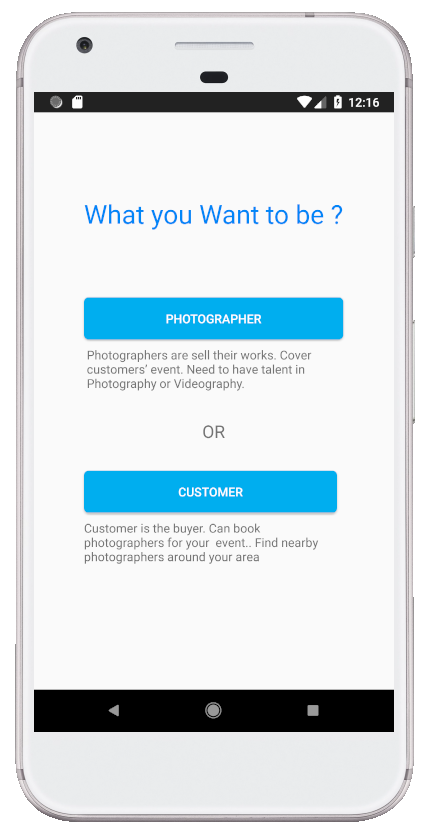 12:16
What you Want to be ?
PHOTOGRAPHER
Photographers are sell their works. Cover
customers' event. Need to have talent in
Photography or Videography.
OR
CUSTOMER
Customer is the buyer. Can book
photographers for your  event.. Find nearby
photographers around your area